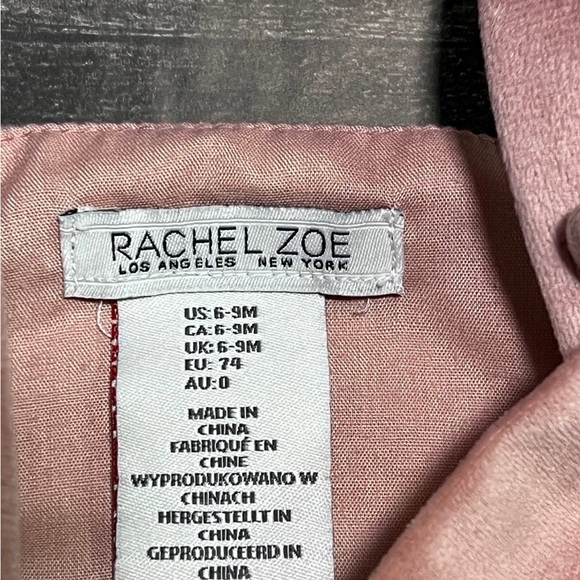 RACHEL ZOE
LOS ANGELES NEW YORK
US: 6-9M
CA: 6-9M
UK: 6-9M
EU: 74
AU: 0
MADE IN
CHINA
FABRIQUÉ EN
CHINE
WYPRODUKOWANO W
CHINACH
HERGESTELLT IN
CHINA
GEPRODUCEERD IN
CHINA